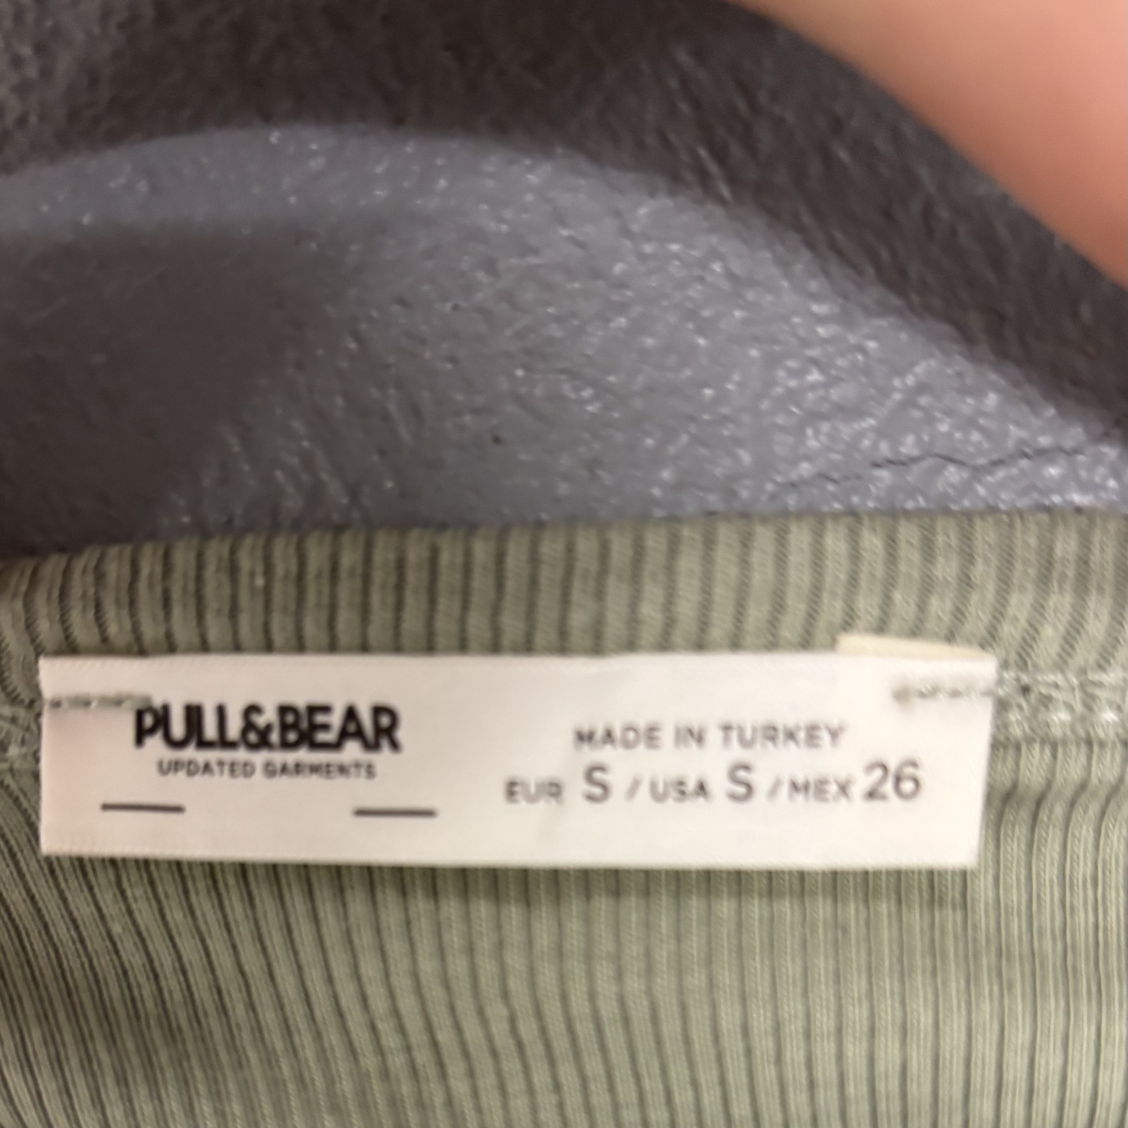 PULL&BEAR
UPDATED GARMENTS
MADE IN TURKEY
EUR S / USA S / MEX 26